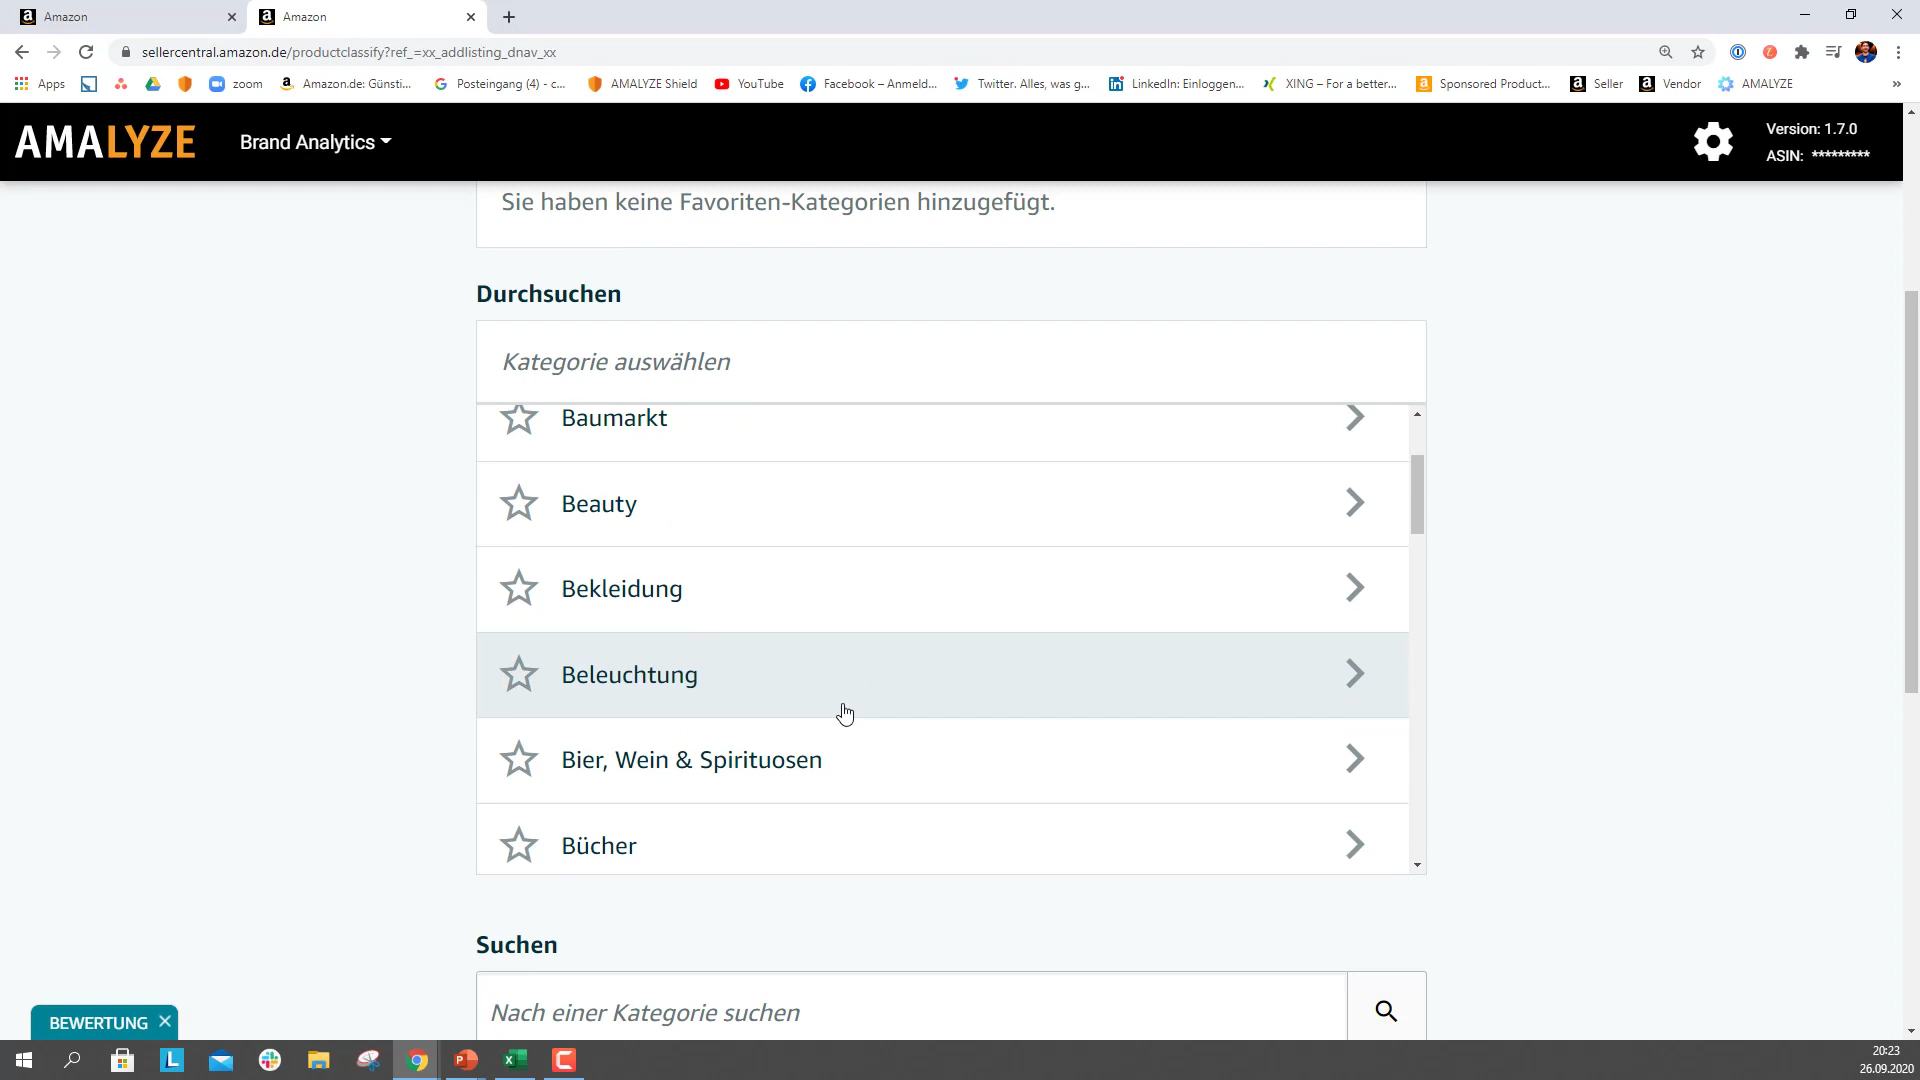 Amazon
Amazon
sellercentral.amazon.de/productclassify?ref_=xx_addlisting_dnav_xx
Apps
zoom
Amazon.de: Günsti...
Posteingang (4) - c...
AMALYZE Shield
YouTube
Facebook – Anmeld...
Twitter. Alles, was g...
LinkedIn: Einloggen...
XING – For a better...
Sponsored Product...
Seller
Vendor
AMALYZE
»
AMALYZE
Brand Analytics
Version: 1.7.0
ASIN: *********
Sie haben keine Favoriten-Kategorien hinzugefügt.
Durchsuchen
Kategorie auswählen
Baumarkt
Beauty
Bekleidung
Beleuchtung
Bier, Wein & Spirituosen
Bücher
Suchen
Nach einer Kategorie suchen
BEWERTUNG
20:23
26.09.2020